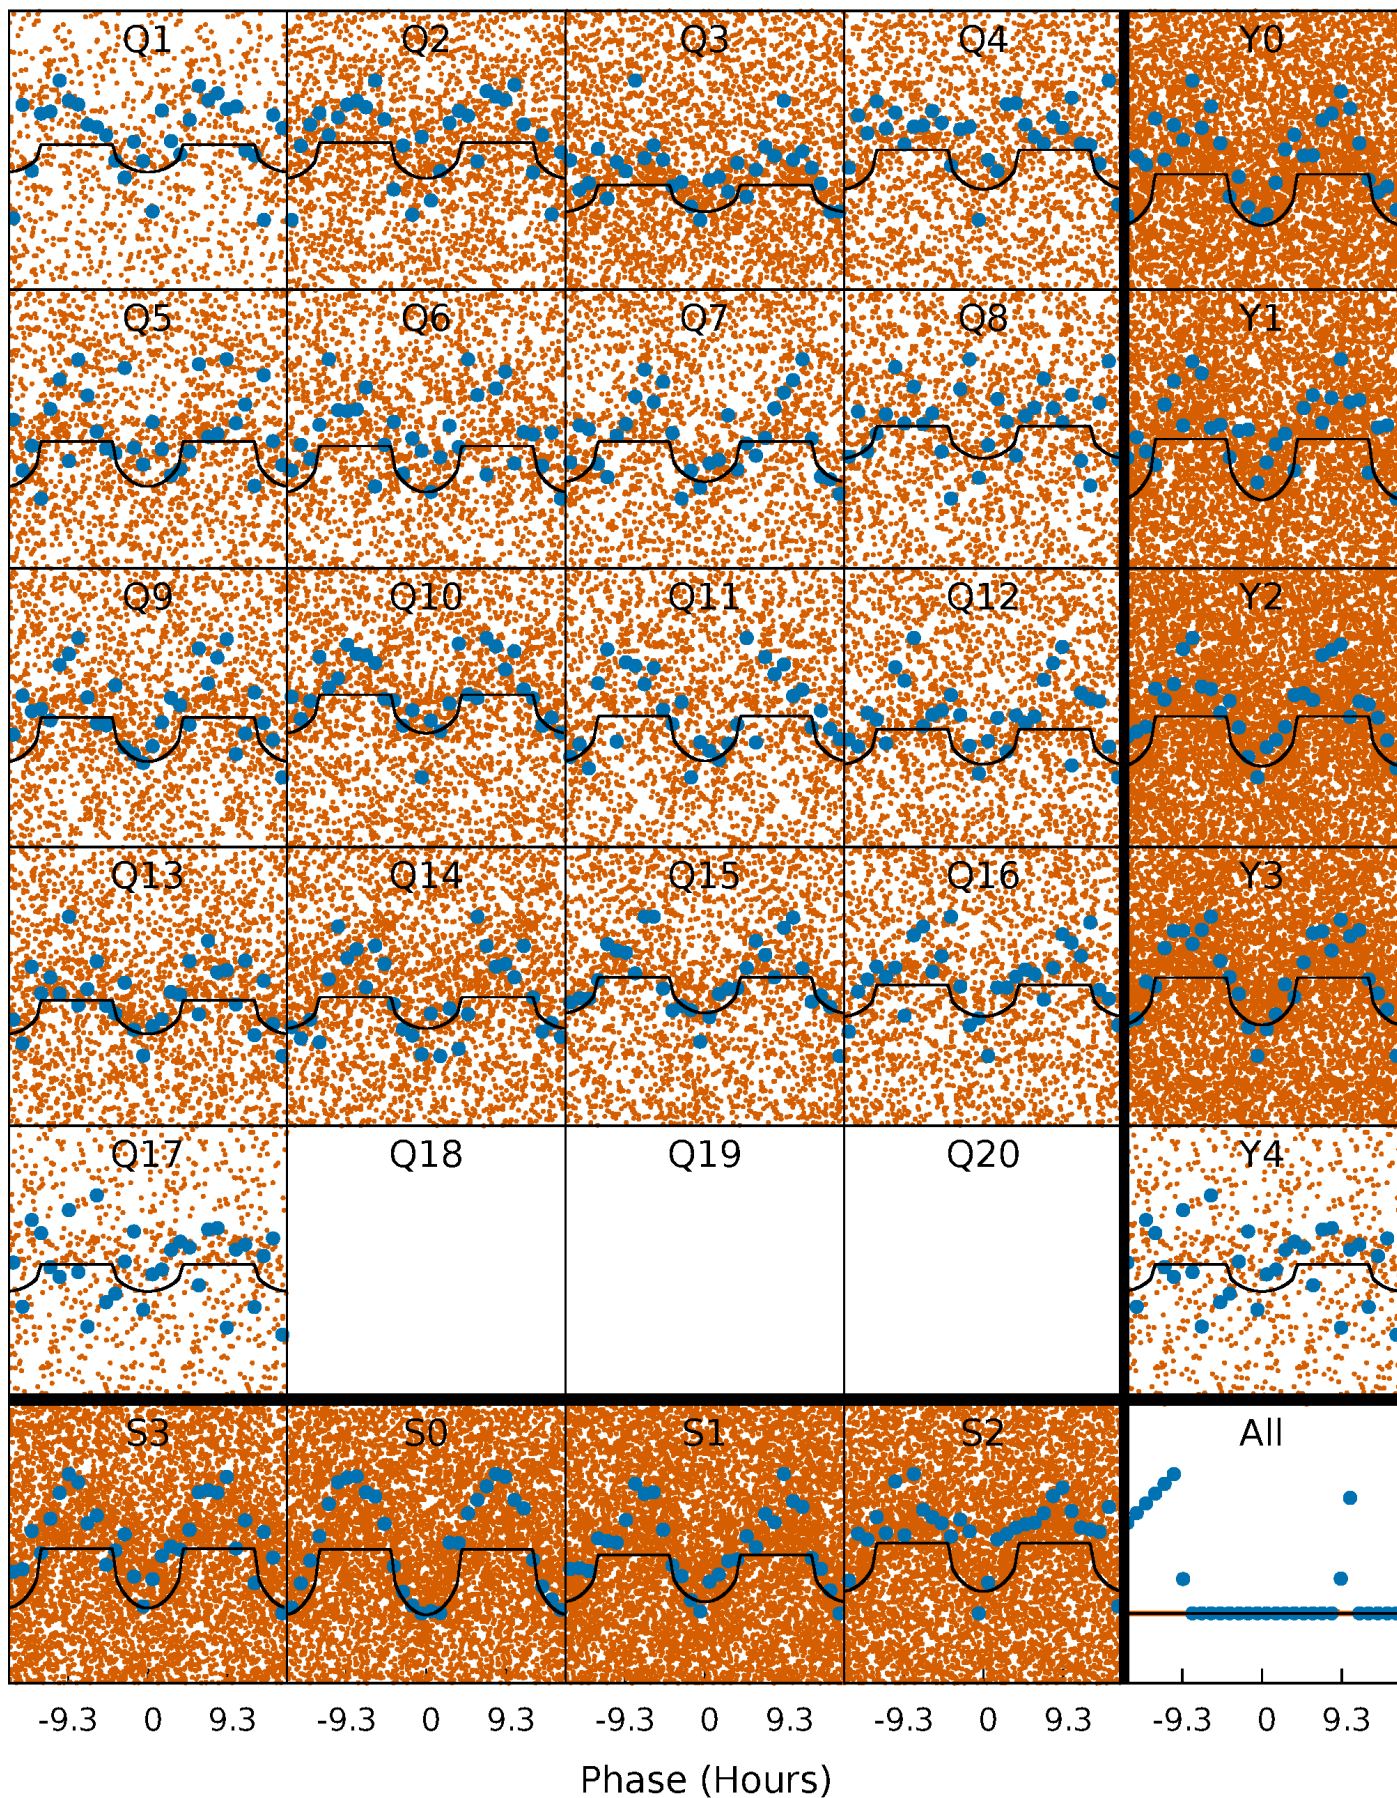 Q1 Q2 Q3 Q4 Y0
Q5 Q6 Q7 Q8 Y1
Q9 Q10 Q11 Q12 Y2
Q13 Q14 Q15 Q16 Y3
Q17 Q18 Q19 Q20 Y4
S3 S0 S1 S2 All
-9.3 0 9.3 -9.3 0 9.3 -9.3 0 9.3 -9.3 0 9.3 -9.3 0 9.3
Phase (Hours)